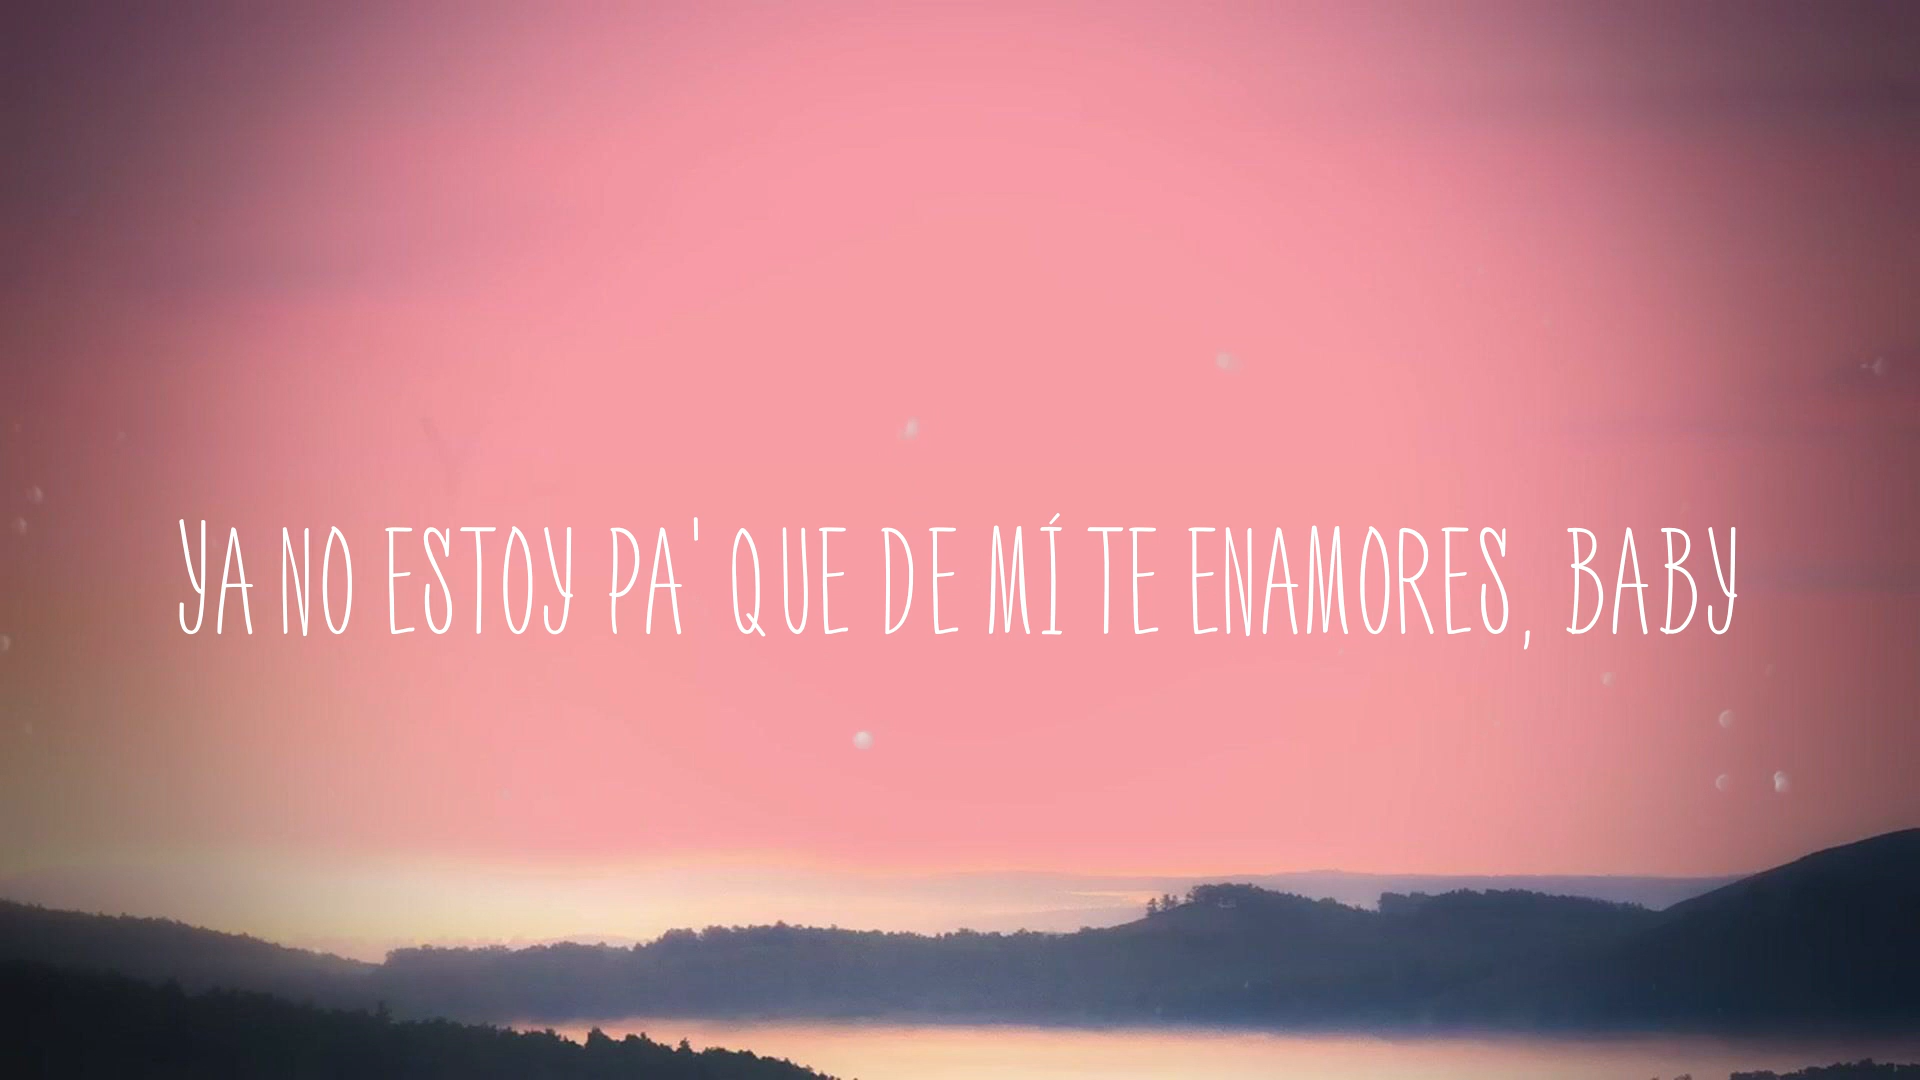 YA NO ESTOY PA' QUE DE MÍ TE ENAMORES, BABY